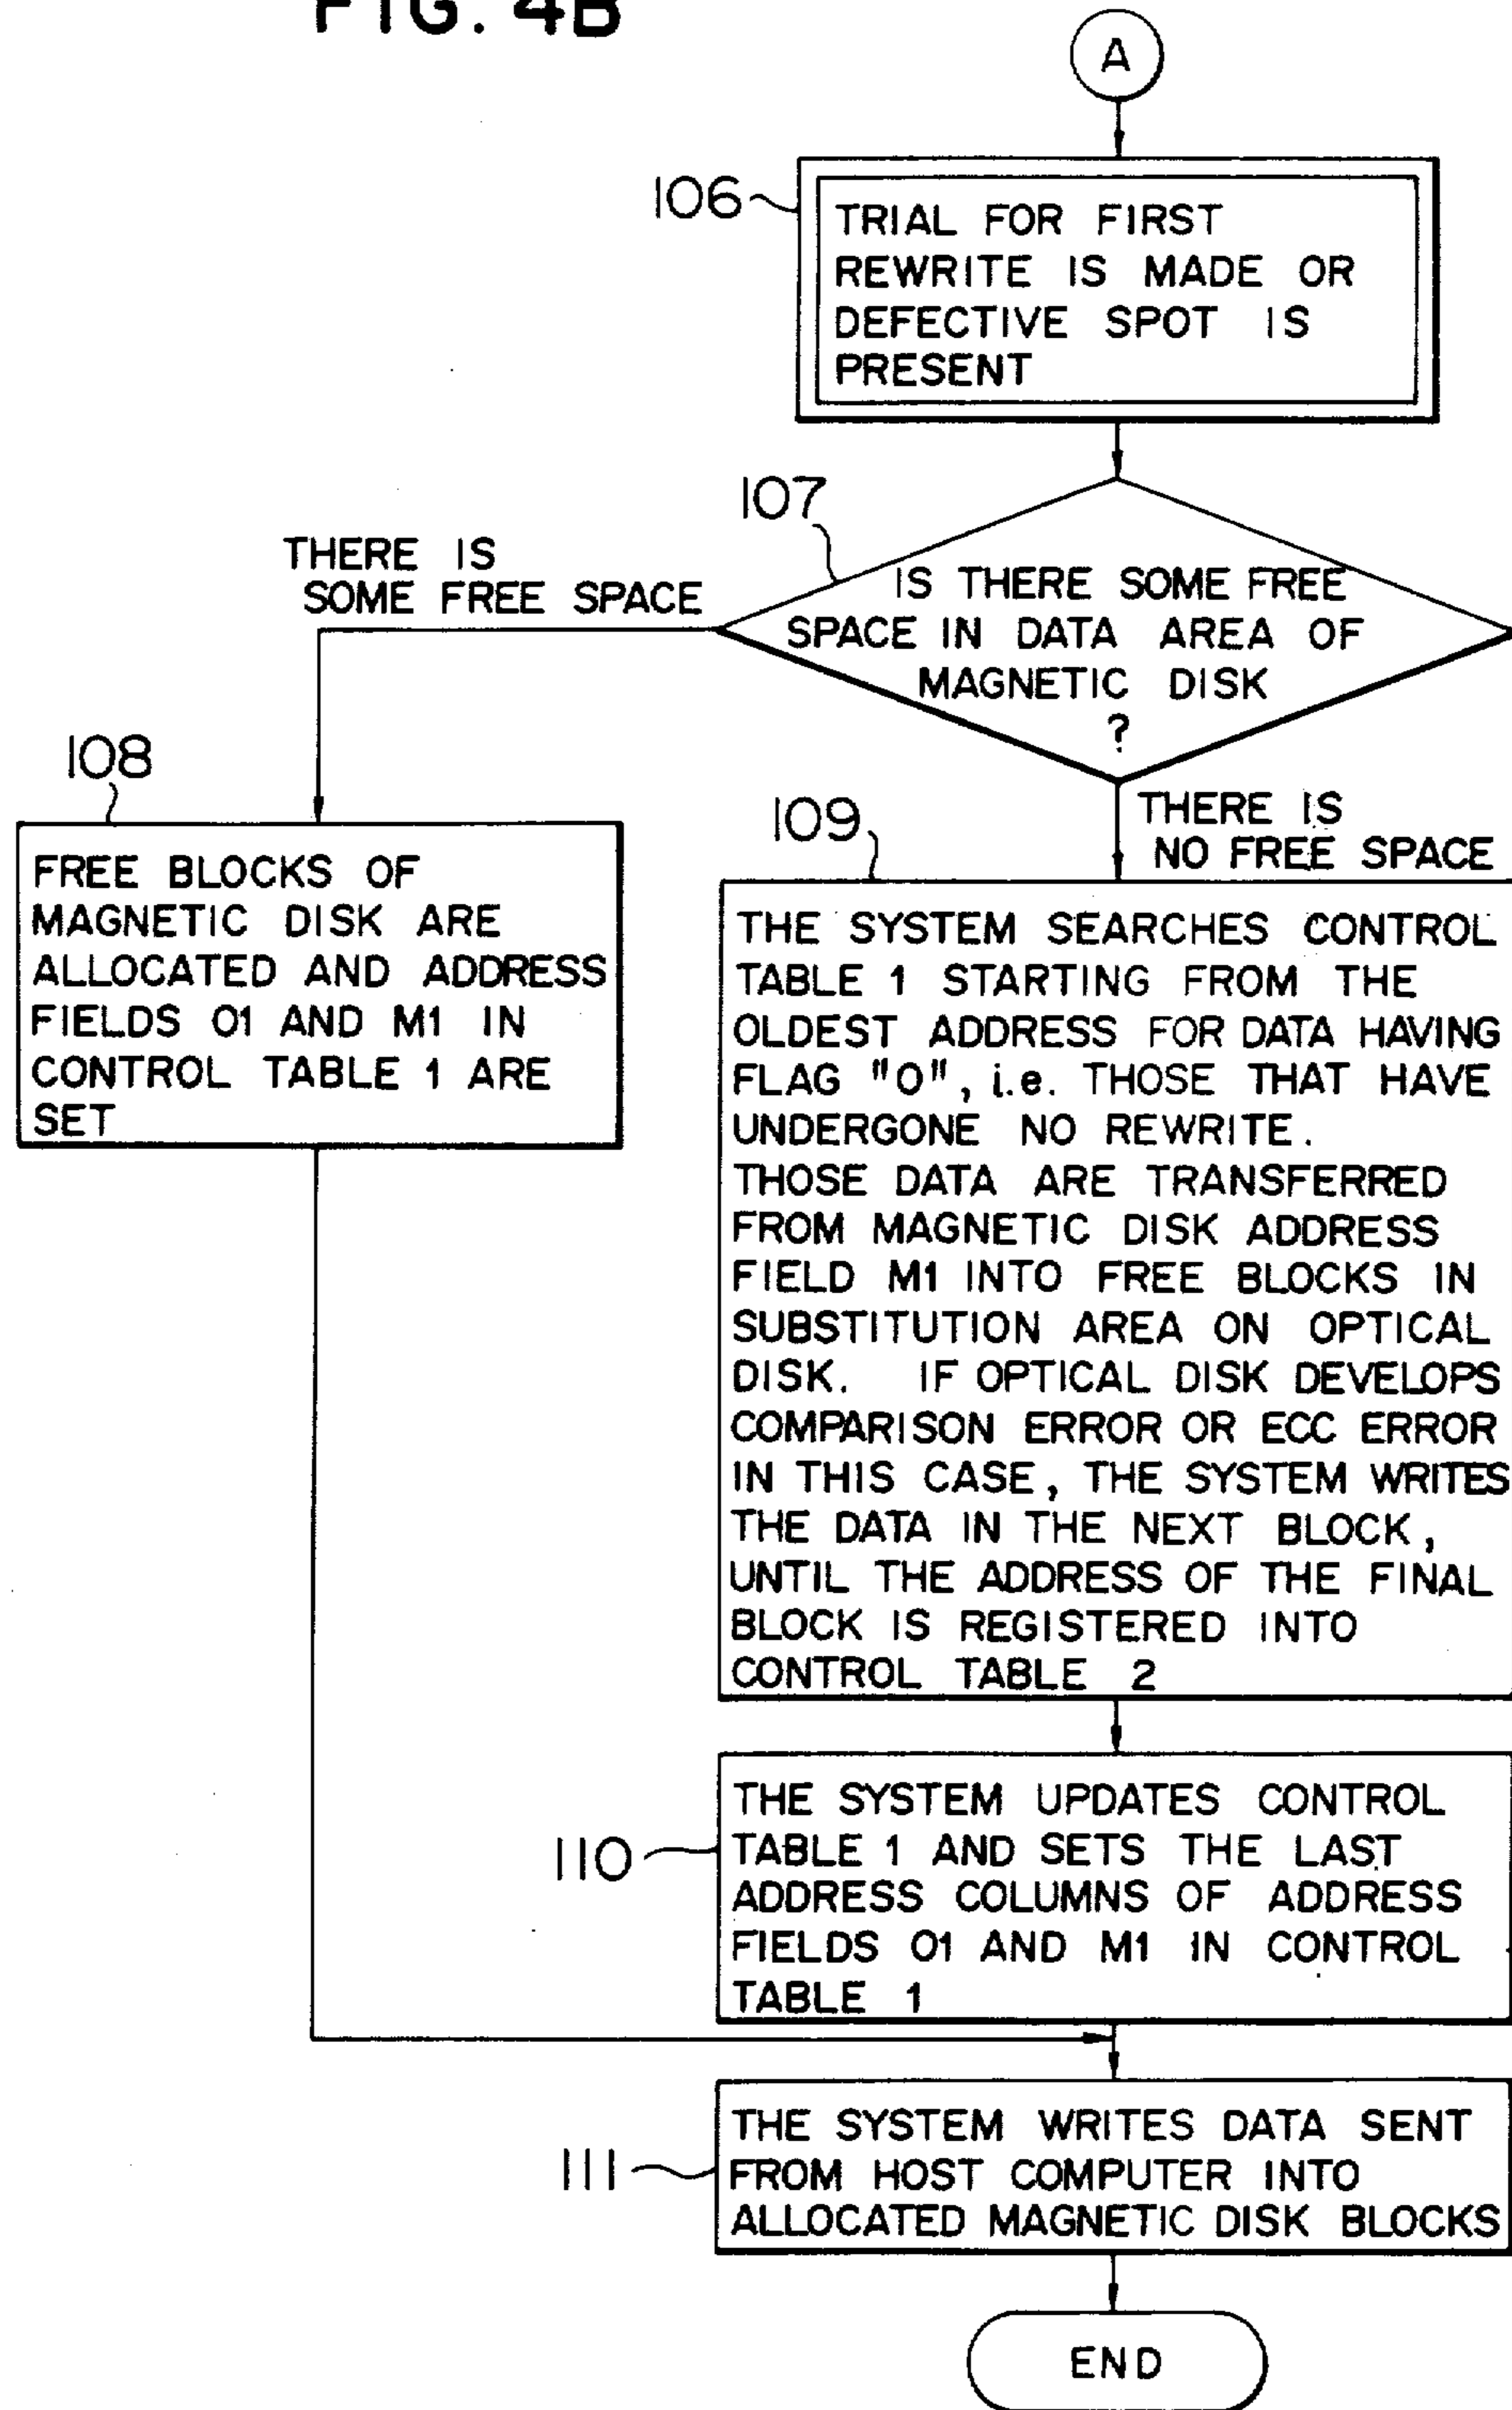 FIG. 4B
A
106
TRIAL FOR FIRST
REWRITE IS MADE OR
DEFECTIVE SPOT IS
PRESENT
107
THERE IS
SOME FREE SPACE
IS THERE SOME FREE
SPACE IN DATA AREA OF
MAGNETIC DISK
?
108
FREE BLOCKS OF
MAGNETIC DISK ARE
ALLOCATED AND ADDRESS
FIELDS O1 AND M1 IN
CONTROL TABLE 1 ARE
SET
THERE IS
NO FREE SPACE
109
THE SYSTEM SEARCHES CONTROL
TABLE 1 STARTING FROM THE
OLDEST ADDRESS FOR DATA HAVING
FLAG "O", i.e. THOSE THAT HAVE
UNDERGONE NO REWRITE.
THOSE DATA ARE TRANSFERRED
FROM MAGNETIC DISK ADDRESS
FIELD M1 INTO FREE BLOCKS IN
SUBSTITUTION AREA ON OPTICAL
DISK. IF OPTICAL DISK DEVELOPS
COMPARISON ERROR OR ECC ERROR
IN THIS CASE, THE SYSTEM WRITES
THE DATA IN THE NEXT BLOCK,
UNTIL THE ADDRESS OF THE FINAL
BLOCK IS REGISTERED INTO
CONTROL TABLE 2
110
THE SYSTEM UPDATES CONTROL
TABLE 1 AND SETS THE LAST
ADDRESS COLUMNS OF ADDRESS
FIELDS O1 AND M1 IN CONTROL
TABLE 1
111
THE SYSTEM WRITES DATA SENT
FROM HOST COMPUTER INTO
ALLOCATED MAGNETIC DISK BLOCKS
END